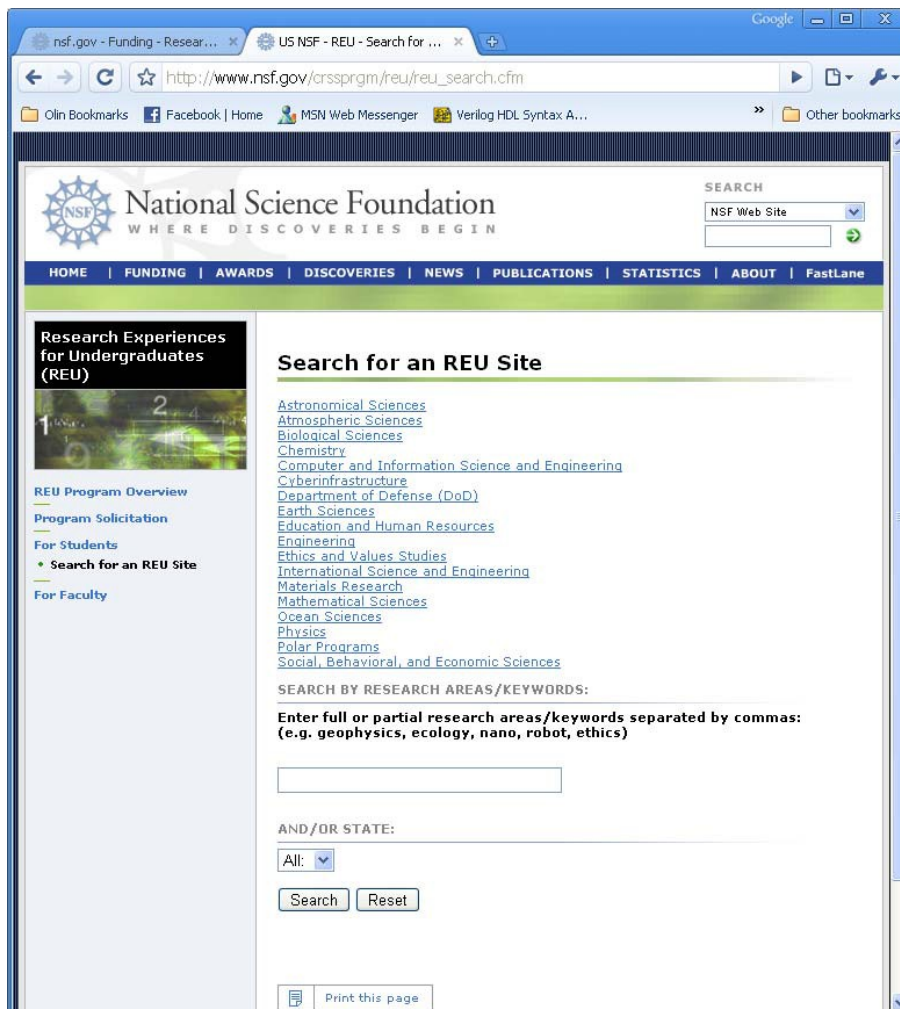 Google
nsf.gov - Funding - Resear...
US NSF - REU - Search for ...
http://www.nsf.gov/crssprgm/reu/reu_search.cfm
Olin Bookmarks Facebook | Home MSN Web Messenger Verilog HDL Syntax A... » Other bookmarks
NSF
National Science Foundation
WHERE DISCOVERIES BEGIN
SEARCH
NSF Web Site
HOME | FUNDING | AWARDS | DISCOVERIES | NEWS | PUBLICATIONS | STATISTICS | ABOUT | FastLane
Research Experiences
for Undergraduates
(REU)
1 2 4
REU Program Overview
Program Solicitation
For Students
Search for an REU Site
For Faculty
Search for an REU Site
Astronomical Sciences
Atmospheric Sciences
Biological Sciences
Chemistry
Computer and Information Science and Engineering
Cyberinfrastructure
Department of Defense (DoD)
Earth Sciences
Education and Human Resources
Engineering
Ethics and Values Studies
International Science and Engineering
Materials Research
Mathematical Sciences
Ocean Sciences
Physics
Polar Programs
Social, Behavioral, and Economic Sciences
SEARCH BY RESEARCH AREAS/KEYWORDS:
Enter full or partial research areas/keywords separated by commas:
(e.g. geophysics, ecology, nano, robot, ethics)
AND/OR STATE:
All:
Search Reset
Print this page